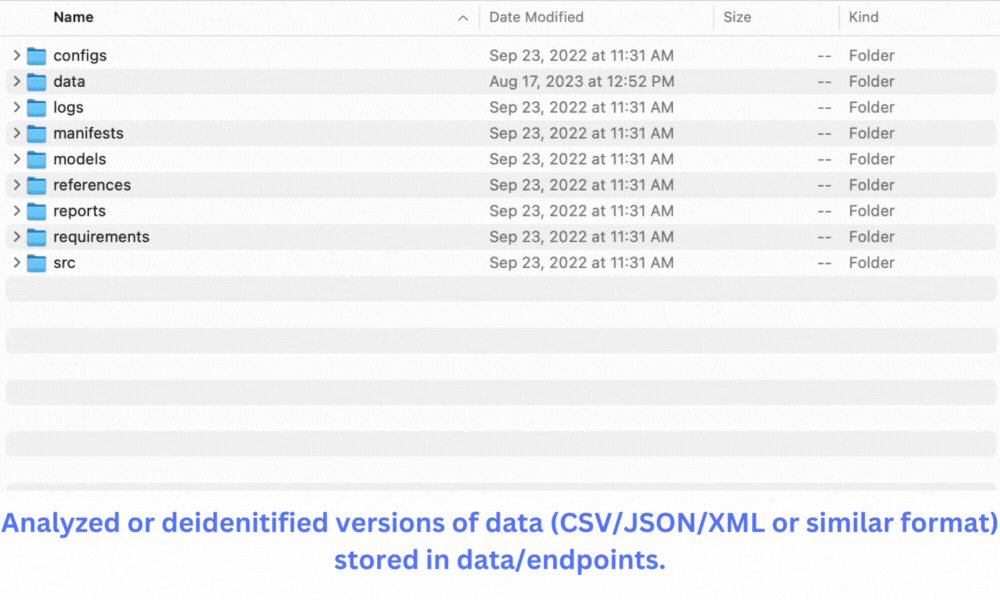 Name Date Modified Size Kind
configs Sep 23, 2022 at 11:31 AM -- Folder
data Aug 17, 2023 at 12:52 PM -- Folder
logs Sep 23, 2022 at 11:31 AM -- Folder
manifests Sep 23, 2022 at 11:31 AM -- Folder
models Sep 23, 2022 at 11:31 AM -- Folder
references Sep 23, 2022 at 11:31 AM -- Folder
reports Sep 23, 2022 at 11:31 AM -- Folder
requirements Sep 23, 2022 at 11:31 AM -- Folder
src Sep 23, 2022 at 11:31 AM -- Folder
Analyzed or deidenitified versions of data (CSV/JSON/XML or similar format)
stored in data/endpoints.